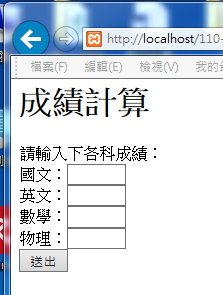 http://localhost/110-
檔案(F) 編輯(E) 檢視(V) 我的最
成績計算
請輸入下各科成績：
國文：
英文：
數學：
物理：
送出